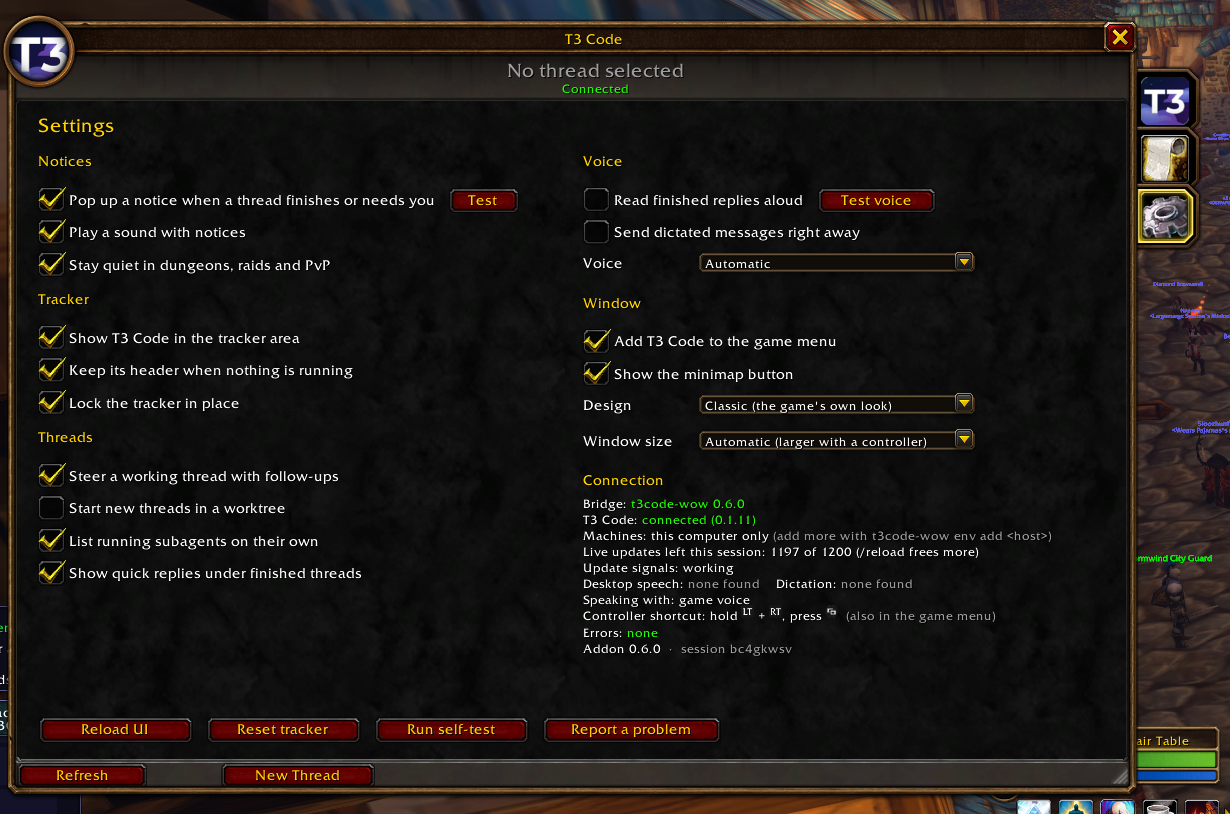 T3
T3 Code
No thread selected
Connected
T3
Settings
Notices
Pop up a notice when a thread finishes or needs you
Test
Play a sound with notices
Stay quiet in dungeons, raids and PvP
Tracker
Show T3 Code in the tracker area
Keep its header when nothing is running
Lock the tracker in place
Threads
Steer a working thread with follow-ups
Start new threads in a worktree
List running subagents on their own
Show quick replies under finished threads
Voice
Read finished replies aloud
Test voice
Send dictated messages right away
Voice
Automatic
Window
Add T3 Code to the game menu
Show the minimap button
Design
Classic (the game's own look)
Window size
Automatic (larger with a controller)
Connection
Bridge: t3code-wow 0.6.0
T3 Code: connected (0.1.11)
Machines: this computer only (add more with t3code-wow env add <host>)
Live updates left this session: 1197 of 1200 (/reload frees more)
Update signals: working
Desktop speech: none found Dictation: none found
Speaking with: game voice
Controller shortcut: hold LT + RT, press (also in the game menu)
Errors: none
Addon 0.6.0 · session bc4gkwsv
Reload UI
Reset tracker
Run self-test
Report a problem
Refresh
New Thread
rmwind City Guard
air Table